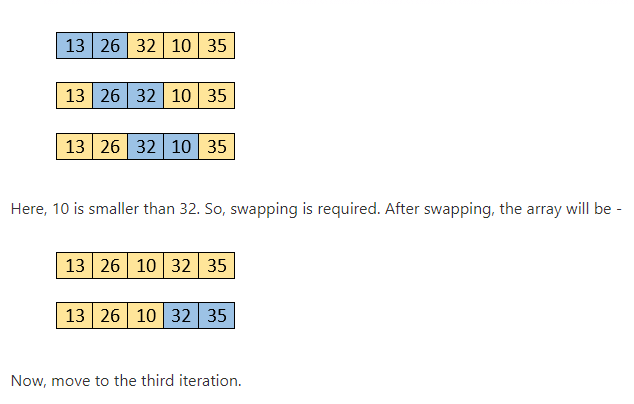 13 26 32 10 35
13 26 32 10 35
13 26 32 10 35
Here, 10 is smaller than 32. So, swapping is required. After swapping, the array will be -
13 26 10 32 35
13 26 10 32 35
Now, move to the third iteration.